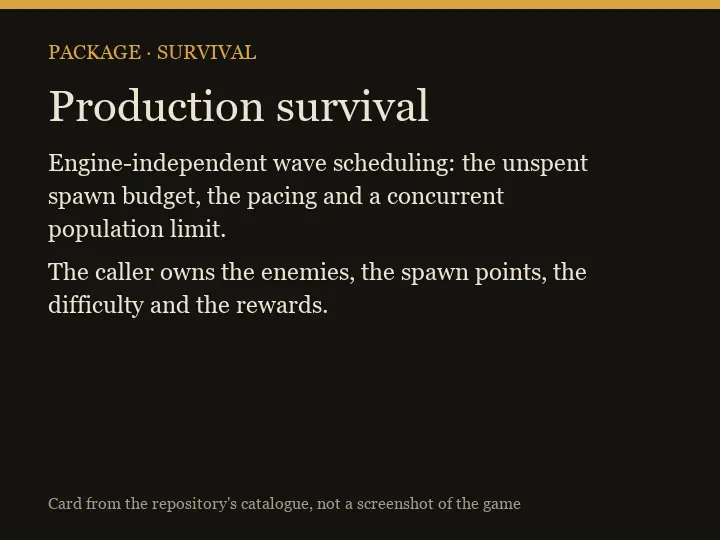 PACKAGE · SURVIVAL
Production survival
Engine-independent wave scheduling: the unspent
spawn budget, the pacing and a concurrent
population limit.
The caller owns the enemies, the spawn points, the
difficulty and the rewards.
Card from the repository's catalogue, not a screenshot of the game